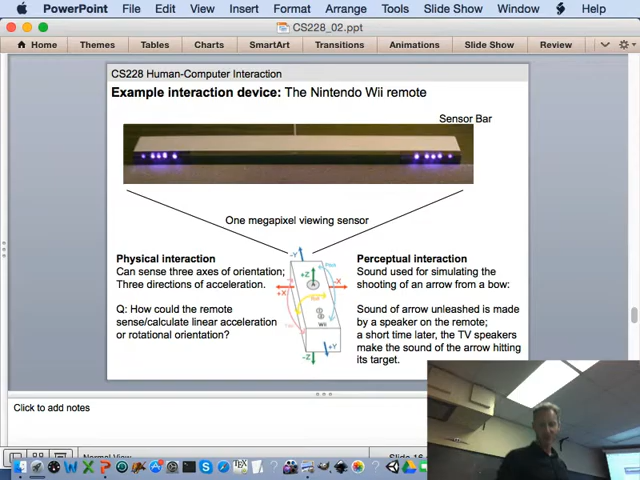 PowerPoint File Edit View Insert Format Arrange Tools Slide Show Window Help
CS228_02.ppt
Home Themes Tables Charts SmartArt Transitions Animations Slide Show Review
CS228 Human-Computer Interaction
Example interaction device: The Nintendo Wii remote
Sensor Bar
One megapixel viewing sensor
Physical interaction
Can sense three axes of orientation;
Three directions of acceleration.
Q: How could the remote
sense/calculate linear acceleration
or rotational orientation?
-Y
+Z
A
+X
-X
Wii
+Y
-Z
Perceptual interaction
Sound used for simulating the
shooting of an arrow from a bow:
Sound of arrow unleashed is made
by a speaker on the remote;
a short time later, the TV speakers
make the sound of the arrow hitting
its target.
Click to add notes
Normal View